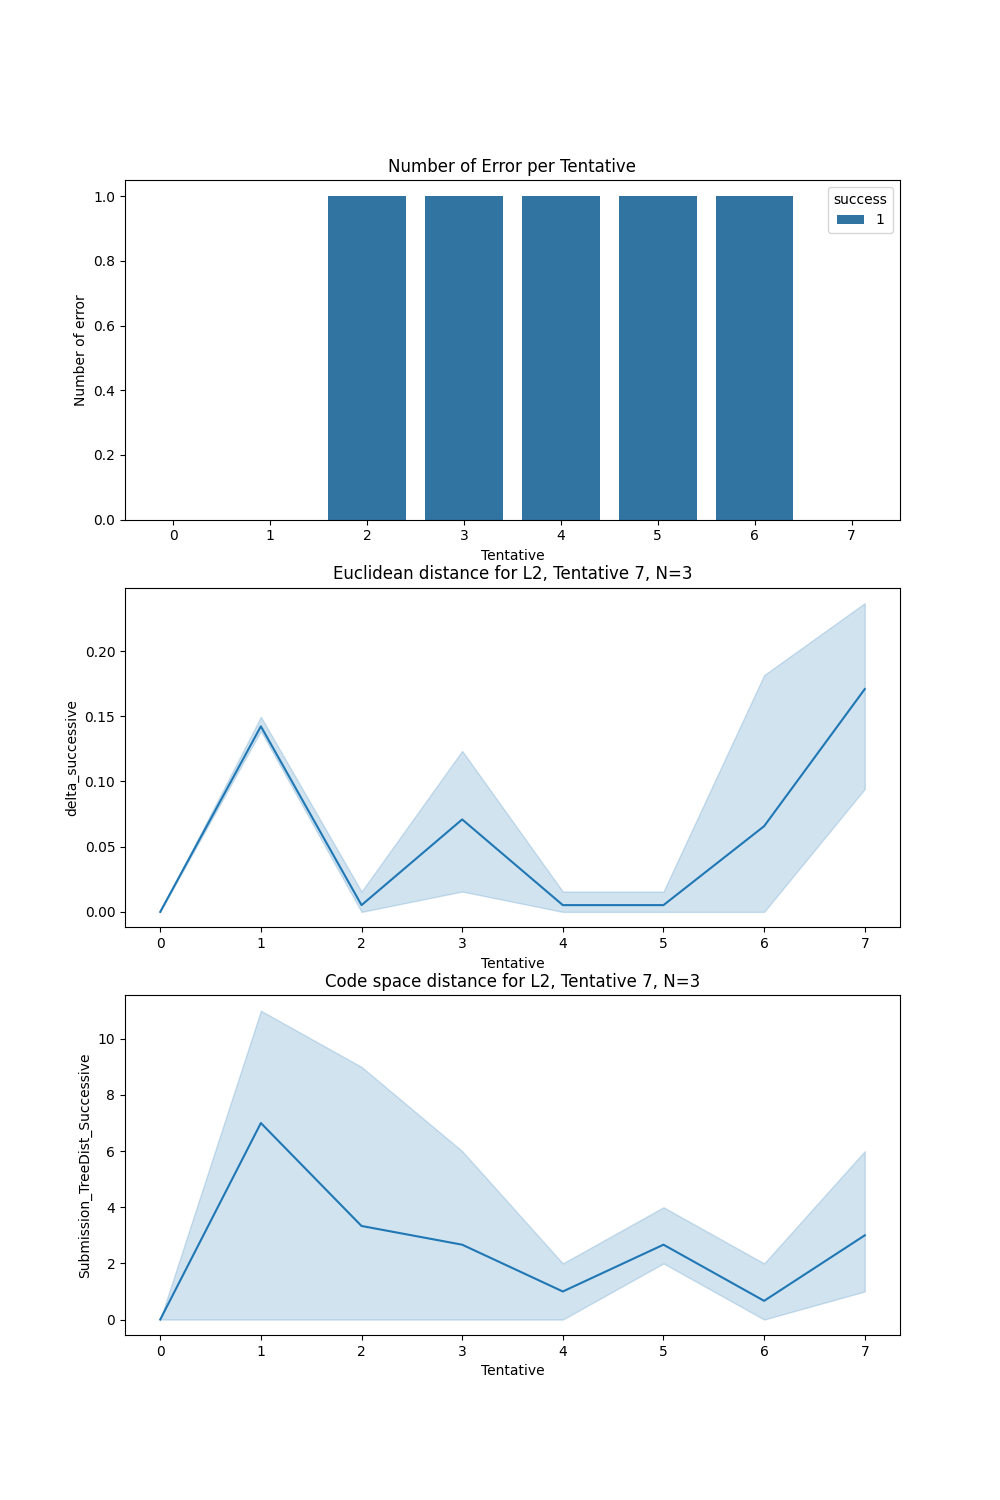 Number of Error per Tentative
success
1
1.0
0.8
0.6
0.4
0.2
0.0
Number of error
0 1 2 3 4 5 6 7
Tentative
Euclidean distance for L2, Tentative 7, N=3
0.20
0.15
0.10
0.05
0.00
delta_successive
0 1 2 3 4 5 6 7
Tentative
Code space distance for L2, Tentative 7, N=3
10
8
6
4
2
0
Submission_TreeDist_Successive
0 1 2 3 4 5 6 7
Tentative